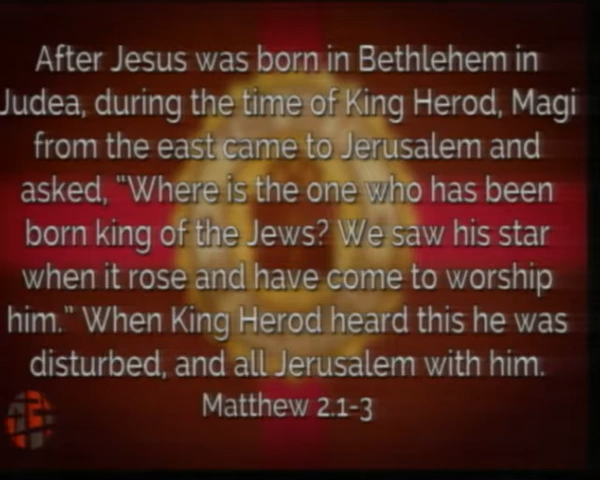 After Jesus was born in Bethlehem in
Judea, during the time of King Herod, Magi
from the east came to Jerusalem and
asked, "Where is the one who has been
born king of the Jews? We saw his star
when it rose and have come to worship
him." When King Herod heard this he was
disturbed, and all Jerusalem with him.
Matthew 2.1-3